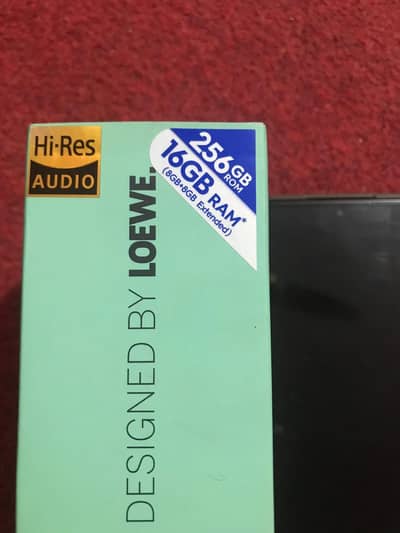 Hi-Res
AUDIO
256GB
ROM
16GB RAM*
(8GB+8GB Extended)
DESIGNED BY LOEWE.